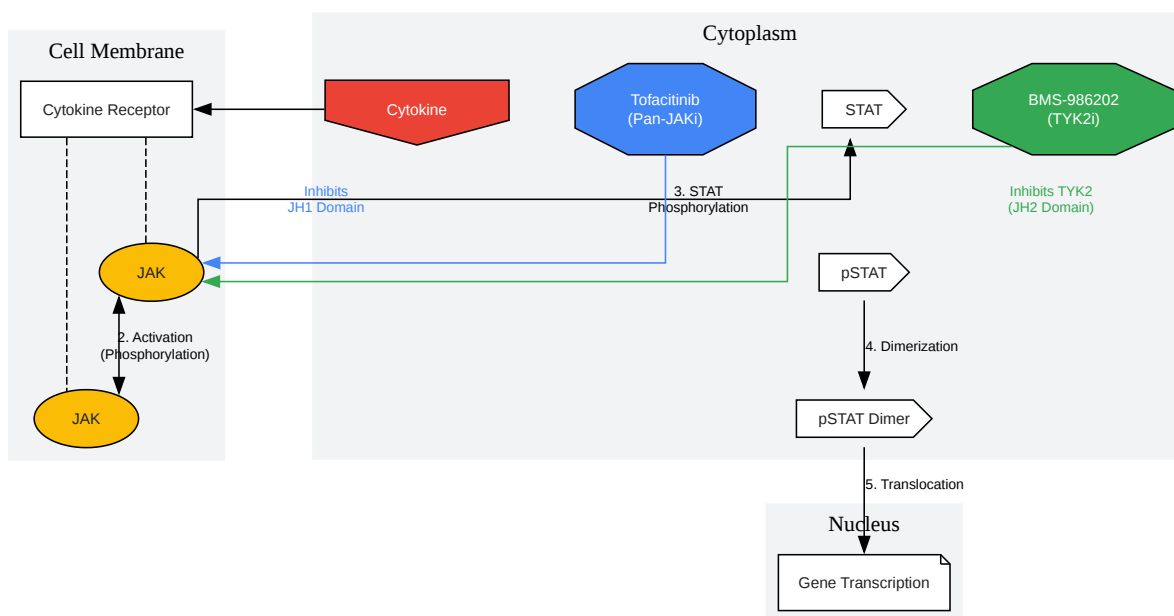 Cell Membrane
Cytoplasm
Cytokine Receptor
Cytokine
Tofacitinib
(Pan-JAKi)
STAT
BMS-986202
(TYK2i)
Inhibits
JH1 Domain
3. STAT
Phosphorylation
Inhibits TYK2
(JH2 Domain)
JAK
pSTAT
2. Activation
(Phosphorylation)
4. Dimerization
JAK
pSTAT Dimer
5. Translocation
Nucleus
Gene Transcription